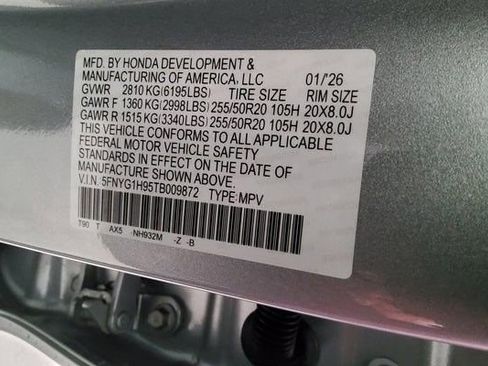 MFD. BY HONDA DEVELOPMENT &
MANUFACTURING OF AMERICA, LLC 01/'26
GVWR 2810 KG(6195LBS) TIRE SIZE RIM SIZE
GAWR F 1360 KG(2998LBS) 255/50R20 105H 20X8.0J
GAWR R 1515 KG(3340LBS) 255/50R20 105H 20X8.0J
THIS VEHICLE CONFORMS TO ALL APPLICABLE
FEDERAL MOTOR VEHICLE SAFETY
STANDARDS IN EFFECT ON THE DATE OF
MANUFACTURE SHOWN ABOVE.
V.I.N. 5FNYG1H95TB009872 TYPE: MPV
T90 T AX5 NH932M -Z -B